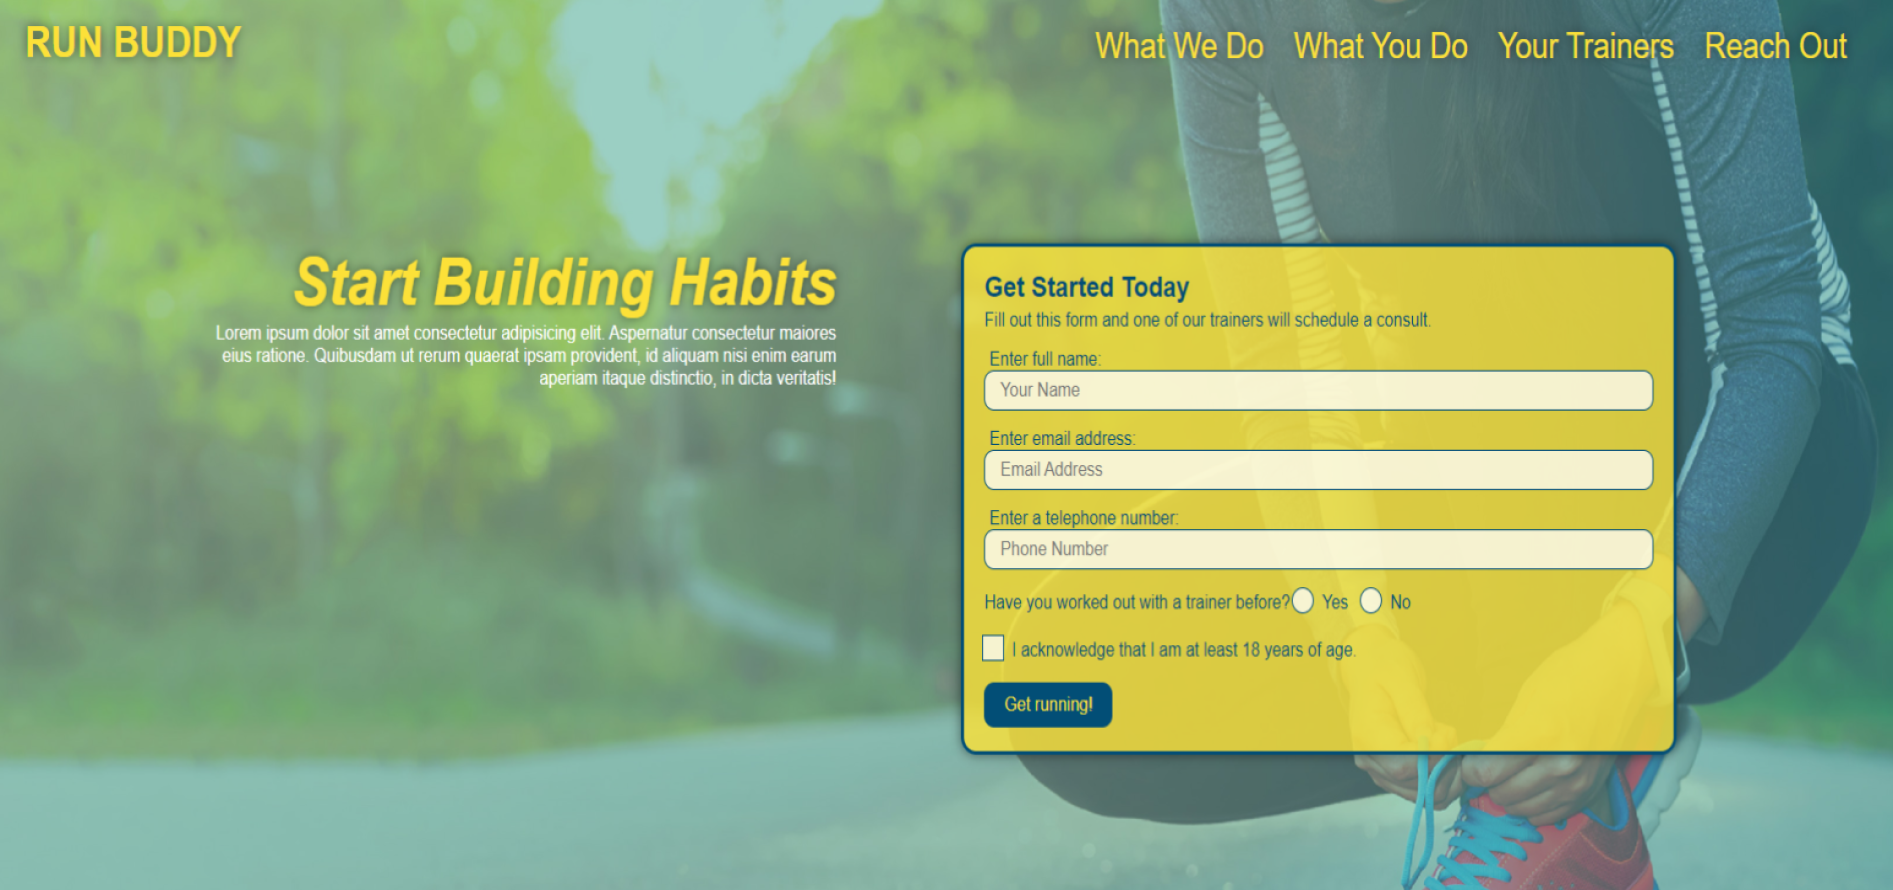 RUN BUDDY
What We Do What You Do Your Trainers Reach Out
Start Building Habits
Lorem ipsum dolor sit amet consectetur adipisicing elit. Aspernatur consectetur maiores
eius ratione. Quibusdam ut rerum quaerat ipsam provident, id aliquam nisi enim earum
aperiam itaque distinctio, in dicta veritatis!
Get Started Today
Fill out this form and one of our trainers will schedule a consult.
Enter full name:
Your Name
Enter email address:
Email Address
Enter a telephone number:
Phone Number
Have you worked out with a trainer before? Yes No
I acknowledge that I am at least 18 years of age.
Get running!